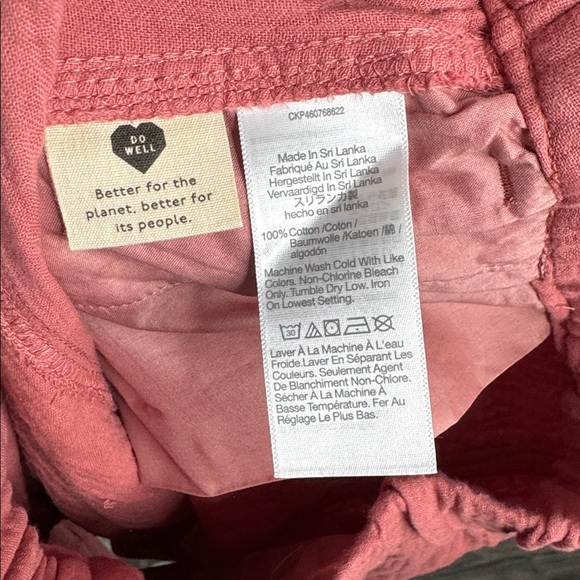 DO
WELL
Better for the
planet, better for
its people.
CKP460768622
Made In Sri Lanka
Fabriqué Au Sri Lanka
Hergestellt In Sri Lanka
Vervaardigd In Sri Lanka
スリランカ製
hecho en sri lanka
100% Cotton /Coton /
Baumwolle /Katoen /綿 /
algodón
Machine Wash Cold With Like
Colors. Non-Chlorine Bleach
Only. Tumble Dry Low. Iron
On Lowest Setting.
30
Laver À La Machine À L'eau
Froide.Laver En Séparant Les
Couleurs. Seulement Agent
De Blanchiment Non-Chlore.
Sécher À La Machine À
Basse Température. Fer Au
Réglage Le Plus Bas.